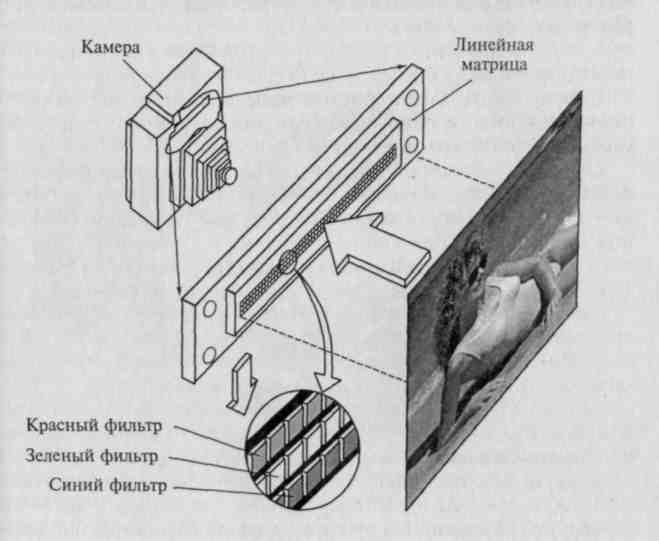 Камера
Линейная
матрица
Красный фильтр
Зеленый фильтр
Синий фильтр